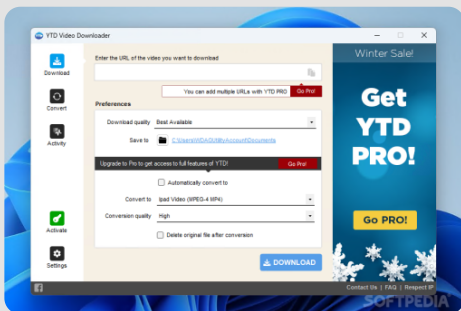 YTD Video Downloader
Winter Sale!
Download
Convert
Activity
Activate
Settings
Enter the URL of the video you want to download
You can add multiple URLs with YTD PRO
Go Pro!
Preferences
Download quality
Best Available
Save to
Upgrade to Pro to get access to full features of YTD!
Go Pro!
Automatically convert to
Convert to
Ipad Video (MPEG-4 MP4)
Conversion quality
High
Delete original file after conversion
DOWNLOAD
Get
YTD
PRO!
Go PRO!
Contact Us | FAQ | Respect IP
SOFTPEDIA